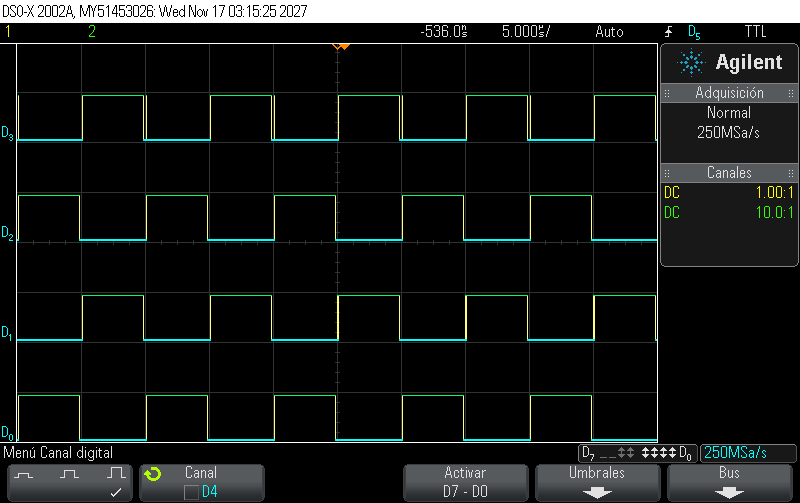 DSO-X 2002A, MY51453026: Wed Nov 17 03:15:25 2027
1 2 -536.0ns 5.000us/ Auto D5 TTL
Agilent
Adquisición
Normal
250MSa/s
Canales
DC 1.00:1
DC 10.0:1
D3
D2
D1
D0
Menú Canal digital
D7 D0 250MSa/s
Canal
D4
Activar
D7 - D0
Umbrales
Bus